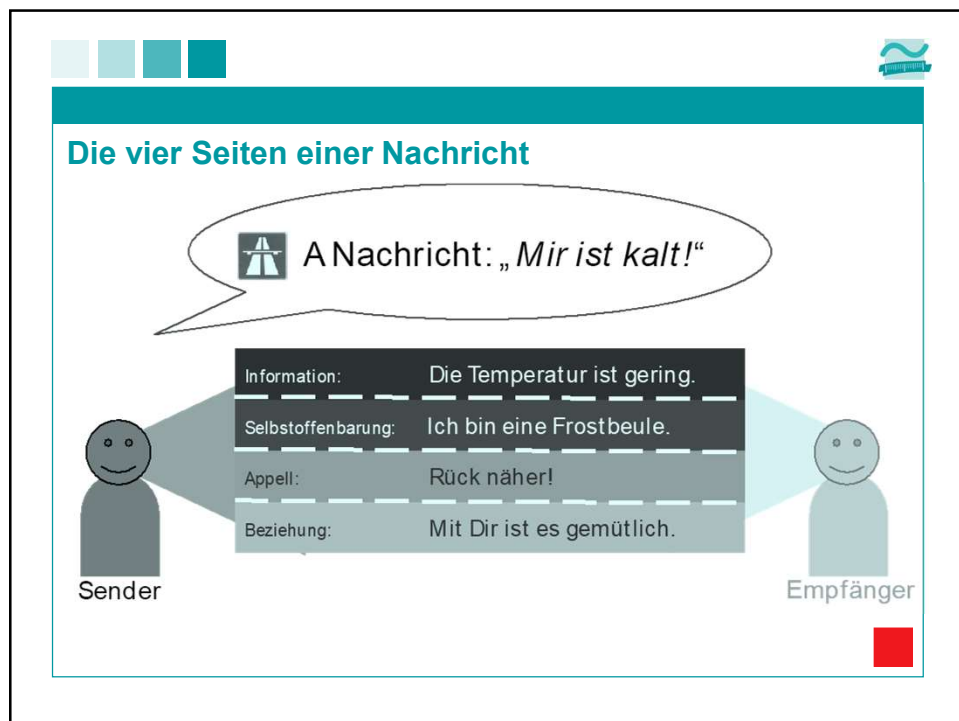 Die vier Seiten einer Nachricht
A Nachricht: „Mir ist kalt!“
Information: Die Temperatur ist gering.
Selbstoffenbarung: Ich bin eine Frostbeule.
Appell: Rück näher!
Beziehung: Mit Dir ist es gemütlich.
Sender
Empfänger